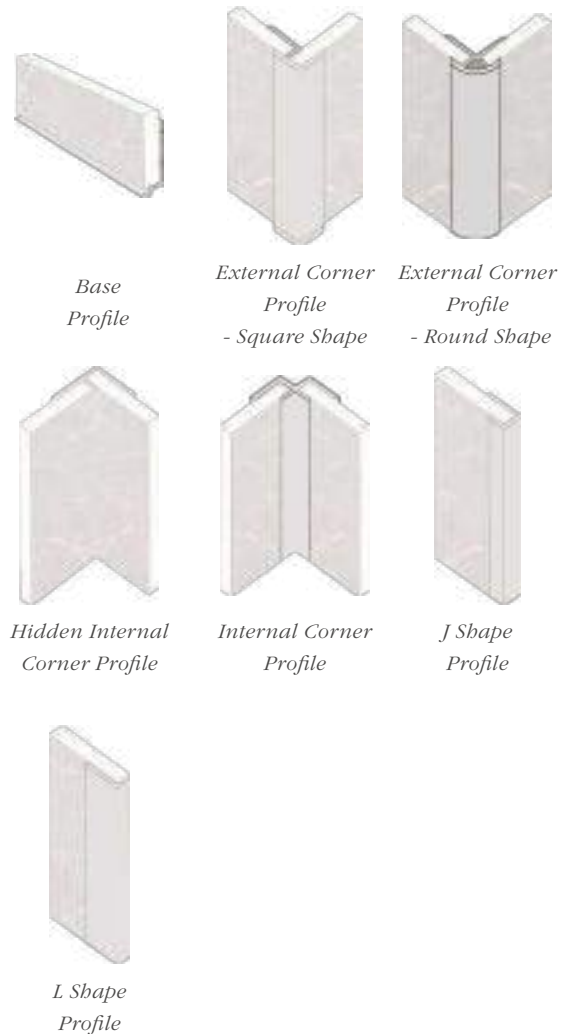 Base
Profile
External Corner
Profile
- Square Shape
External Corner
Profile
- Round Shape
Hidden Internal
Corner Profile
Internal Corner
Profile
J Shape
Profile
L Shape
Profile